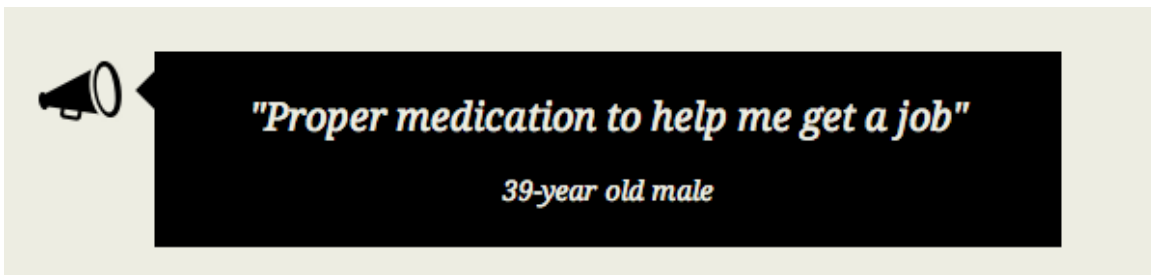 "Proper medication to help me get a job"
39-year old male